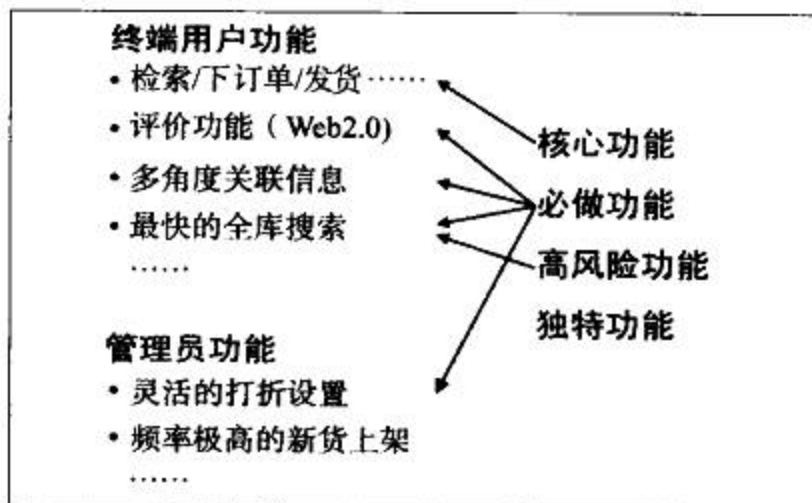 终端用户功能
• 检索/下订单/发货……
• 评价功能（Web2.0)
• 多角度关联信息
• 最快的全库搜索
……
核心功能
必做功能
高风险功能
独特功能
管理员功能
• 灵活的打折设置
• 频率极高的新货上架
……